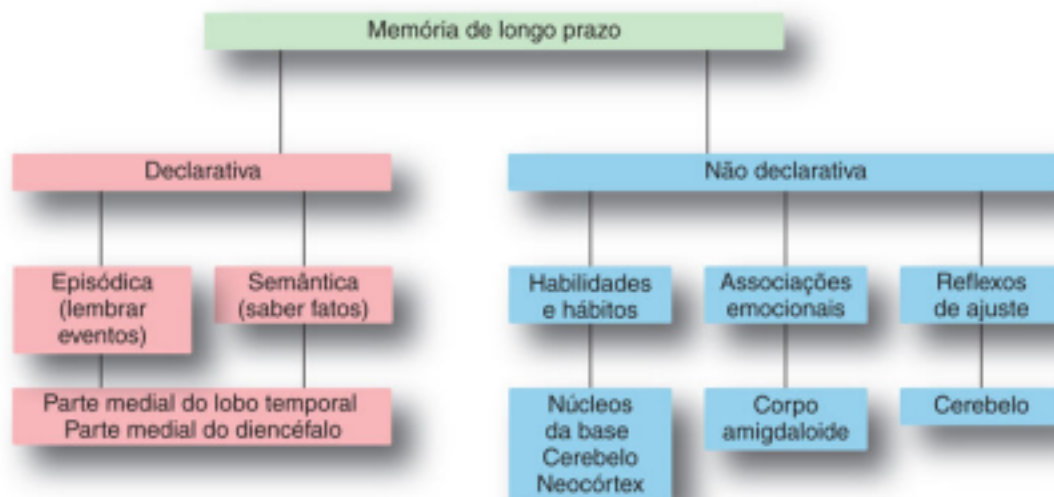 Memória de longo prazo
Declarativa
Não declarativa
Episódica
(lembrar
eventos)
Semântica
(saber fatos)
Habilidades
e hábitos
Associações
emocionais
Reflexos
de ajuste
Parte medial do lobo temporal
Parte medial do diencéfalo
Núcleos
da base
Cerebelo
Neocórtex
Corpo
amigdaloide
Cerebelo